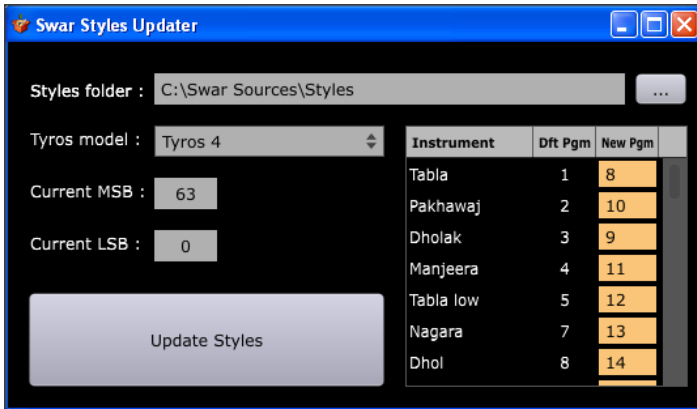 Swar Styles Updater
Styles folder : C:\Swar Sources\Styles ...
Tyros model : Tyros 4
Current MSB : 63
Current LSB : 0
Update Styles
Instrument Dft Pgm New Pgm
Tabla 1 8
Pakhawaj 2 10
Dholak 3 9
Manjeera 4 11
Tabla low 5 12
Nagara 7 13
Dhol 8 14